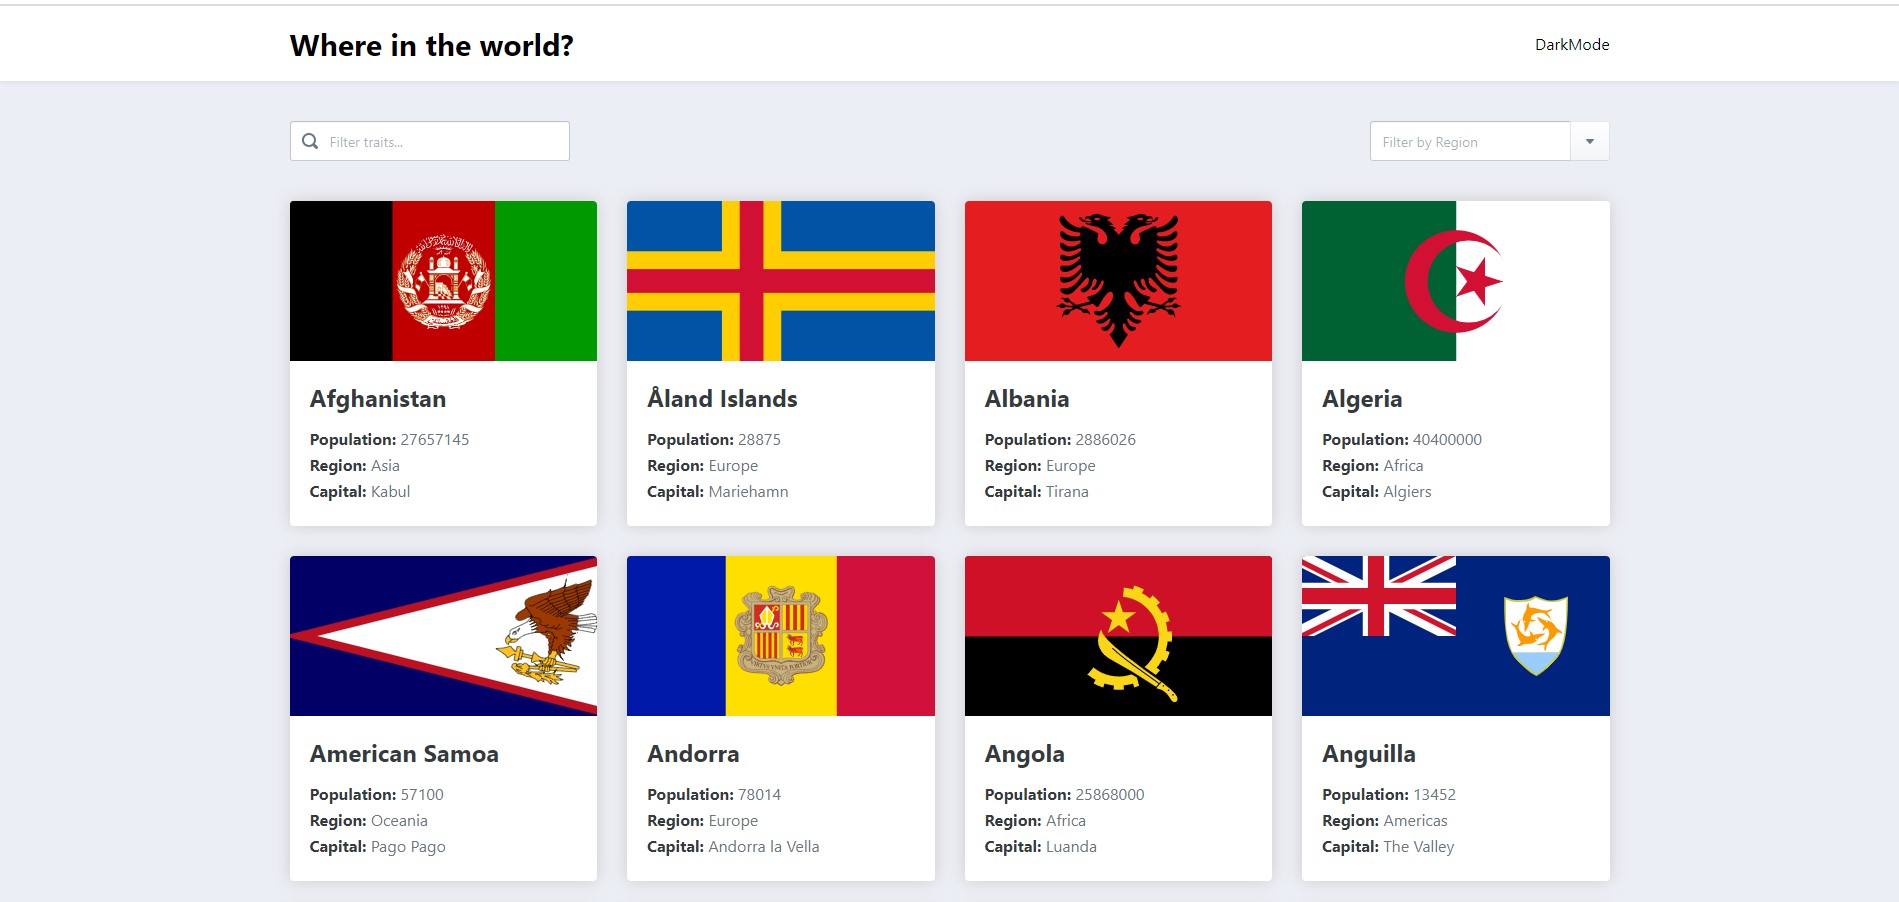 Where in the world?
DarkMode
Filter traits...
Filter by Region
Afghanistan
Population: 27657145
Region: Asia
Capital: Kabul
Åland Islands
Population: 28875
Region: Europe
Capital: Mariehamn
Albania
Population: 2886026
Region: Europe
Capital: Tirana
Algeria
Population: 40400000
Region: Africa
Capital: Algiers
American Samoa
Population: 57100
Region: Oceania
Capital: Pago Pago
Andorra
Population: 78014
Region: Europe
Capital: Andorra la Vella
Angola
Population: 25868000
Region: Africa
Capital: Luanda
Anguilla
Population: 13452
Region: Americas
Capital: The Valley